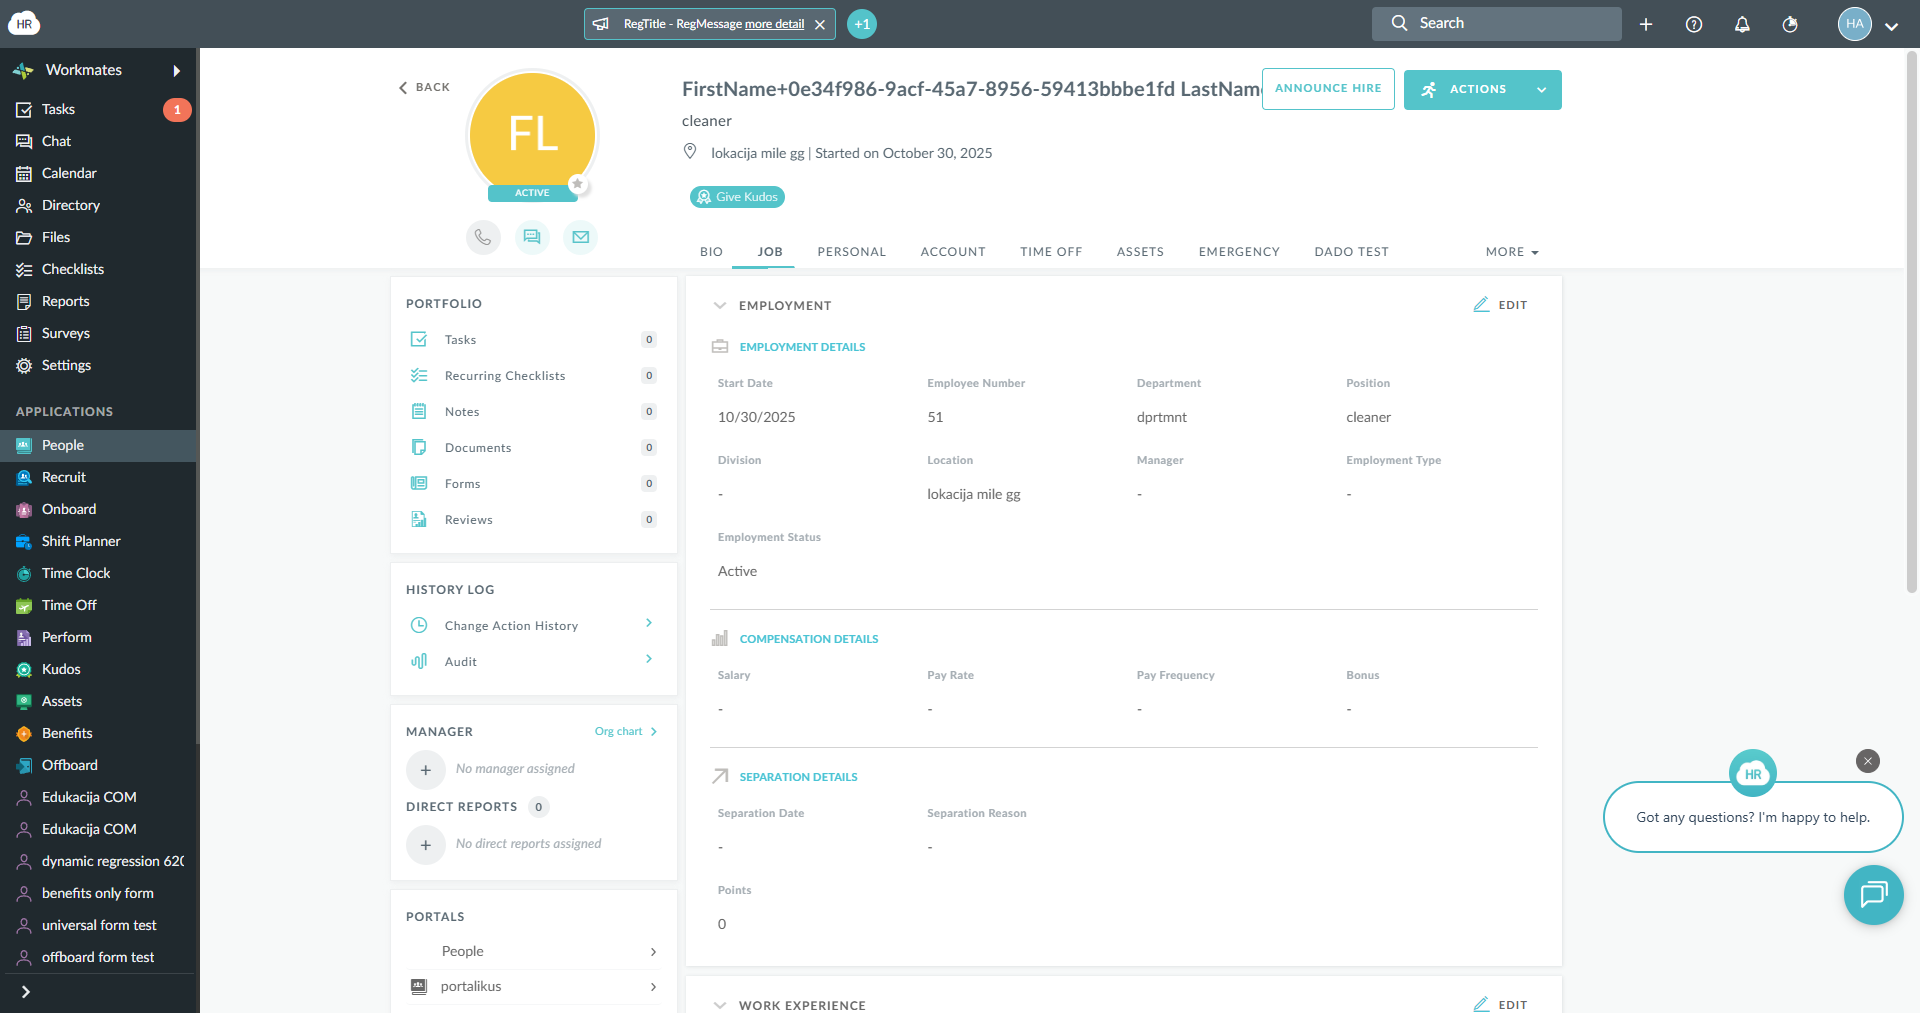 HR
RegTitle - RegMessage more detail
+1
Search
HA
Workmates
Tasks
1
Chat
Calendar
Directory
Files
Checklists
Reports
Surveys
Settings
APPLICATIONS
People
Recruit
Onboard
Shift Planner
Time Clock
Time Off
Perform
Kudos
Assets
Benefits
Offboard
Edukacija COM
Edukacija COM
dynamic regression 620
benefits only form
universal form test
offboard form test
BACK
FL
ACTIVE
FirstName+0e34f986-9acf-45a7-8956-59413bbbe1fd LastName
cleaner
lokacija mile gg | Started on October 30, 2025
Give Kudos
ANNOUNCE HIRE
ACTIONS
BIO
JOB
PERSONAL
ACCOUNT
TIME OFF
ASSETS
EMERGENCY
DADO TEST
MORE
PORTFOLIO
Tasks 0
Recurring Checklists 0
Notes 0
Documents 0
Forms 0
Reviews 0
HISTORY LOG
Change Action History
Audit
MANAGER
Org chart
No manager assigned
DIRECT REPORTS 0
No direct reports assigned
PORTALS
People
portalikus
EMPLOYMENT
EDIT
EMPLOYMENT DETAILS
Start Date Employee Number Department Position
10/30/2025 51 dprtmnt cleaner
Division Location Manager Employment Type
- lokacija mile gg - -
Employment Status
Active
COMPENSATION DETAILS
Salary Pay Rate Pay Frequency Bonus
- - - -
SEPARATION DETAILS
Separation Date Separation Reason
- -
Points
0
WORK EXPERIENCE
EDIT
HR
Got any questions? I'm happy to help.